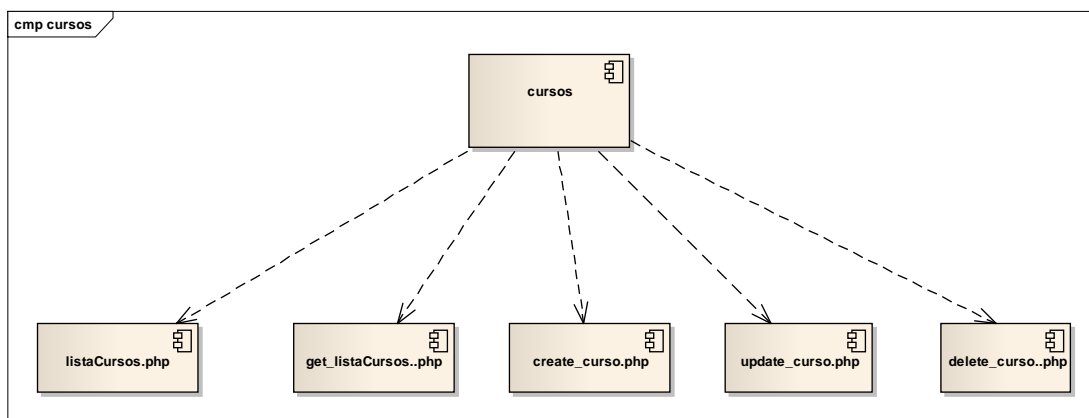 cmp cursos
cursos
listaCursos.php
get_listaCursos..php
create_curso.php
update_curso.php
delete_curso..php